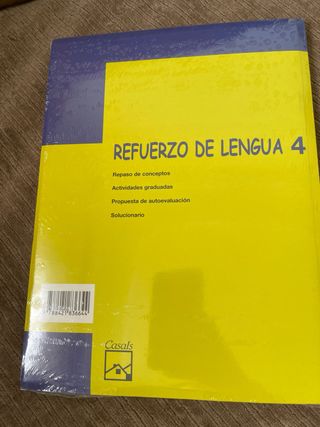 REFUERZO DE LENGUA 4
Repaso de conceptos
Actividades graduadas
Propuesta de autoevaluación
Solucionario
Casals